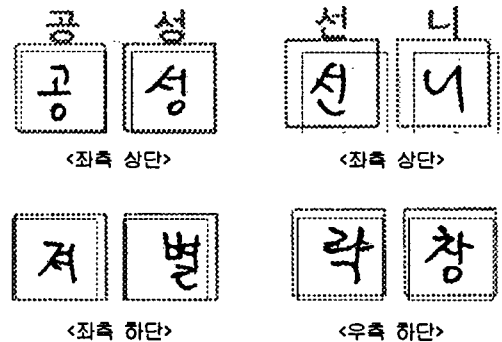 공 성 선 니
공 성 선 니
<좌측 상단> <좌측 상단>
져 별 락 창
<좌측 하단> <우측 하단>